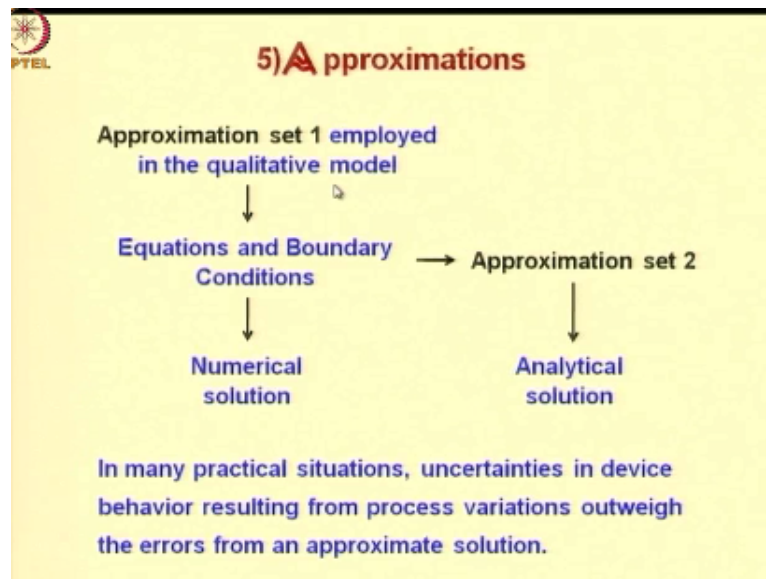 PTEL
5)A pproximations
Approximation set 1 employed
in the qualitative model
Equations and Boundary
Conditions
Approximation set 2
Numerical
solution
Analytical
solution
In many practical situations, uncertainties in device
behavior resulting from process variations outweigh
the errors from an approximate solution.